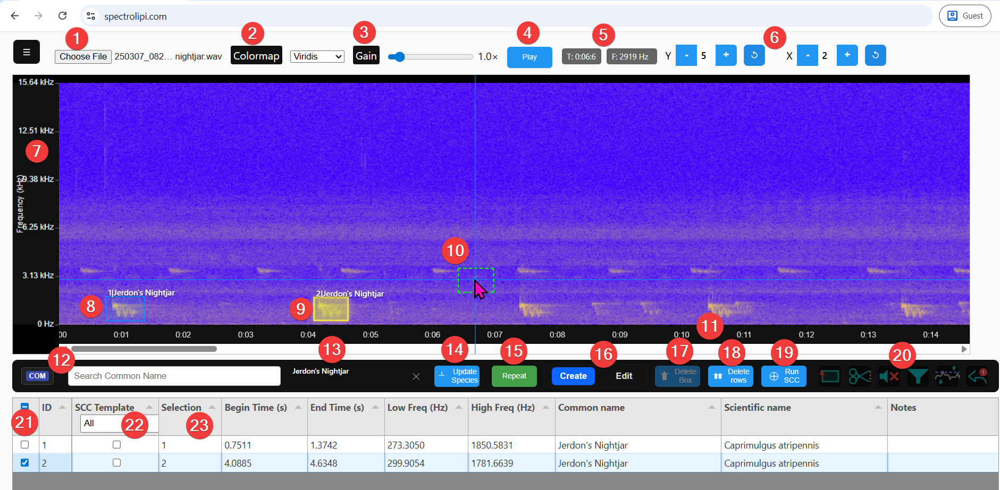 spectrolipi.com
Guest
1
2
3
4
5
6
☰
Choose File 250307_082... nightjar.wav
Colormap
Viridis
Gain
1.0×
Play
T: 0:06:6
F: 2919 Hz
Y - 5 +
X - 2 +
15.64 kHz
12.51 kHz
7
9.38 kHz
Frequency (kHz)
6.25 kHz
10
3.13 kHz
1|Jerdon's Nightjar
2|Jerdon's Nightjar
8
9
0 Hz
11
00 0:01 0:02 0:03 0:04 0:05 0:06 0:07 0:08 0:09 0:10 0:11 0:12 0:13 0:14
12
13
14
15
16
17
18
19
20
COM
Search Common Name
Jerdon's Nightjar
Update
Species
Repeat
Create
Edit
Delete
Box
Delete
rows
Run
SCC
1
ID SCC Template Selection Begin Time (s) End Time (s) Low Freq (Hz) High Freq (Hz) Common name Scientific name Notes
21
All
22
23
1 1 0.7511 1.3742 273.3050 1850.5831 Jerdon's Nightjar Caprimulgus atripennis
2 2 4.0885 4.6348 299.9054 1781.6639 Jerdon's Nightjar Caprimulgus atripennis